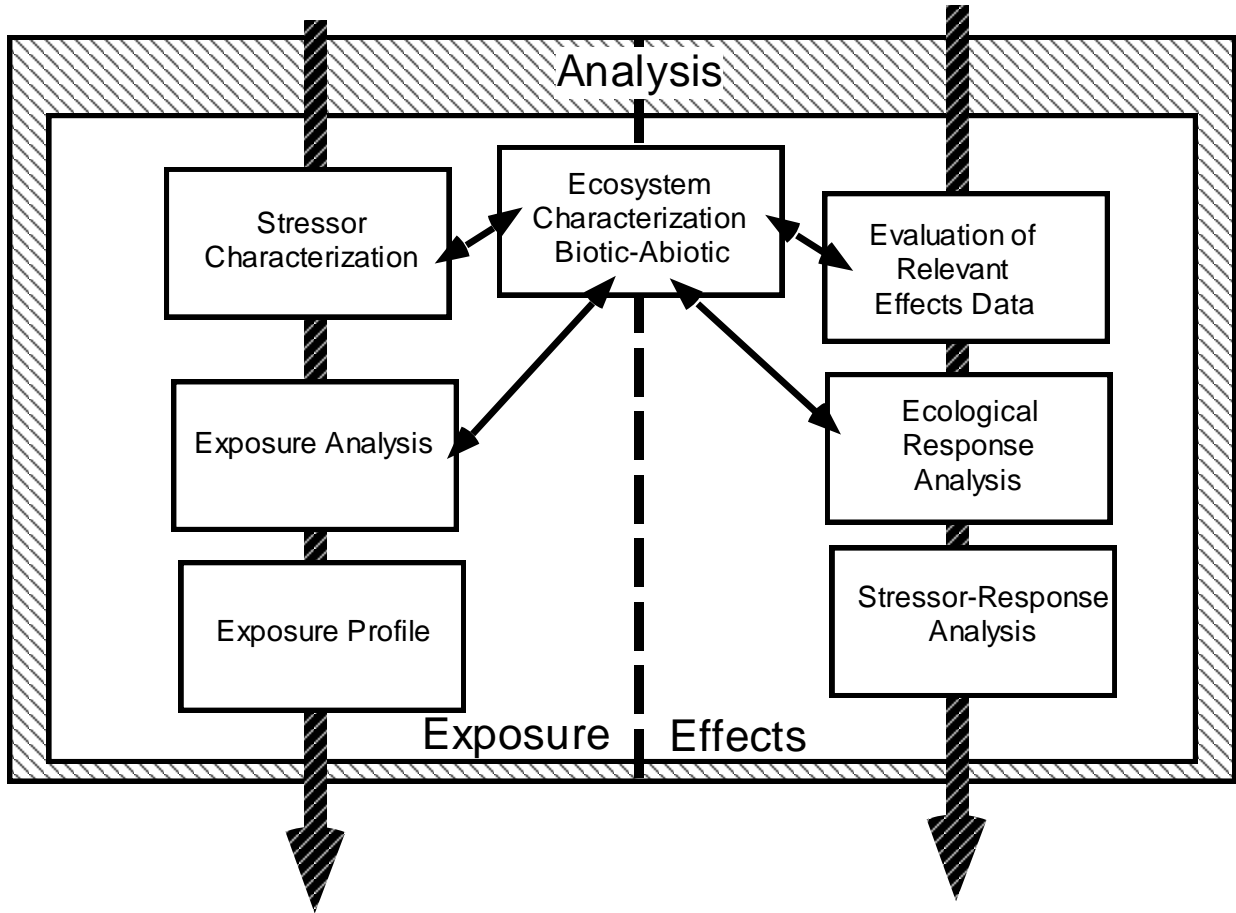 Analysis
Stressor
Characterization
Ecosystem
Characterization
Biotic-Abiotic
Evaluation of
Relevant
Effects Data
Exposure Analysis
Ecological
Response
Analysis
Exposure Profile
Stressor-Response
Analysis
Exposure
Effects